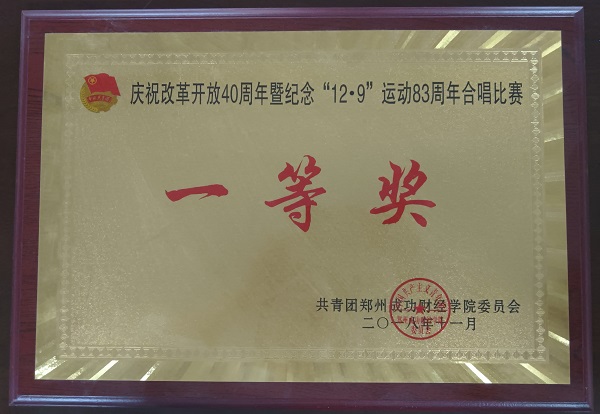 庆祝改革开放40周年暨纪念“12·9”运动83周年合唱比赛
一等奖
共青团郑州成功财经学院委员会
二〇一八年十一月